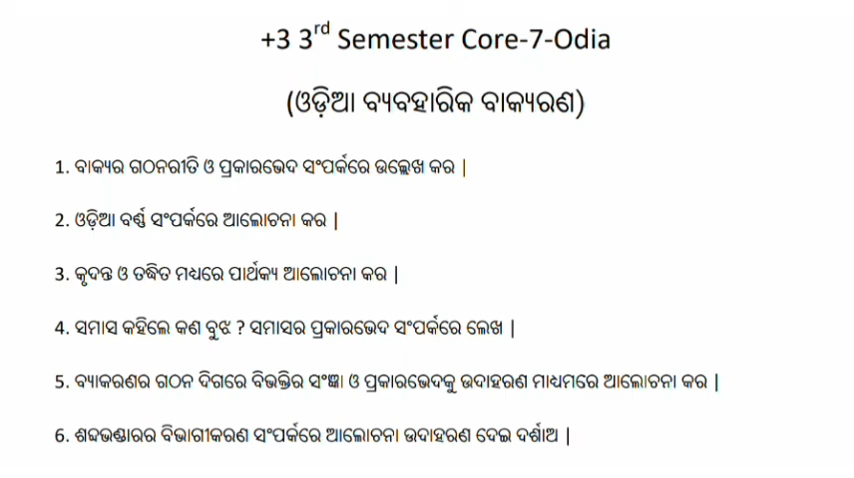 +3 3rd Semester Core-7-Odia
(ଓଡ଼ିଆ ବ୍ୟବହାରିକ ବାକ୍ୟରଣ)
1. ବାକ୍ୟର ଗଠନରୀତି ଓ ପ୍ରକାରଭେଦ ସଂପର୍କରେ ଉଲ୍ଲେଖ କର |
2. ଓଡ଼ିଆ ବର୍ଣ୍ଣ ସଂପର୍କରେ ଆଲୋଚନା କର |
3. କୃଦନ୍ତ ଓ ତଦ୍ଧିତ ମଧ୍ୟରେ ପାର୍ଥକ୍ୟ ଆଲୋଚନା କର |
4. ସମାସ କହିଲେ କଣ ବୁଝ ? ସମାସର ପ୍ରକାରଭେଦ ସଂପର୍କରେ ଲେଖ |
5. ବ୍ୟାକରଣର ଗଠନ ଦିଗରେ ବିଭକ୍ତିର ସଂଜ୍ଞା ଓ ପ୍ରକାରଭେଦକୁ ଉଦାହରଣ ମାଧ୍ୟମରେ ଆଲୋଚନା କର |
6. ଶବ୍ଦଭଣ୍ଡାରର ବିଭାଗୀକରଣ ସଂପର୍କରେ ଆଲୋଚନା ଉଦାହରଣ ଦେଇ ଦର୍ଶାଅ |